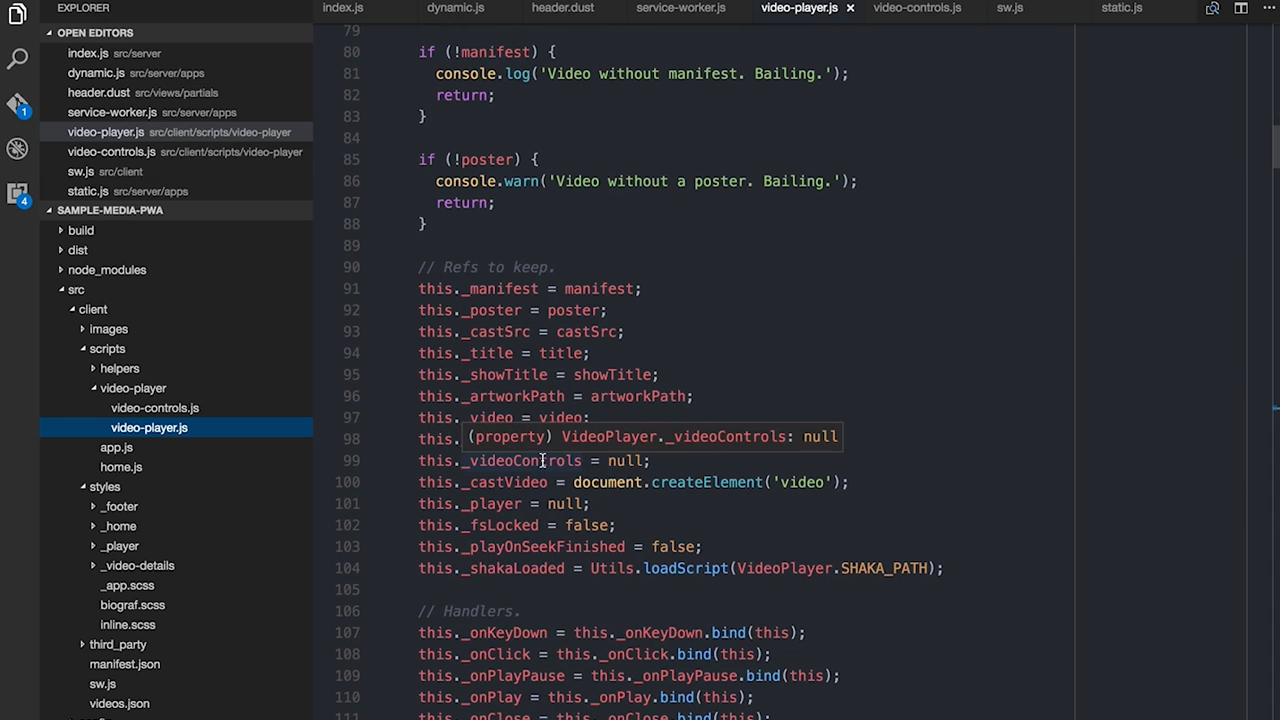 index.js dynamic.js header.dust service-worker.js video-player.js video-controls.js sw.js static.js
EXPLORER
OPEN EDITORS
index.js src/server
dynamic.js src/server/apps
header.dust src/views/partials
service-worker.js src/server/apps
video-player.js src/client/scripts/video-player
video-controls.js src/client/scripts/video-player
sw.js src/client
static.js src/server/apps
SAMPLE-MEDIA-PWA
build
dist
node_modules
src
client
images
scripts
helpers
video-player
video-controls.js
video-player.js
app.js
home.js
styles
_footer
_home
_player
_video-details
_app.scss
biograf.scss
inline.scss
third_party
manifest.json
sw.js
videos.json
1
4
79
80 if (!manifest) {
81 console.log('Video without manifest. Bailing.');
82 return;
83 }
84
85 if (!poster) {
86 console.warn('Video without a poster. Bailing.');
87 return;
88 }
89
90 // Refs to keep.
91 this._manifest = manifest;
92 this._poster = poster;
93 this._castSrc = castSrc;
94 this._title = title;
95 this._showTitle = showTitle;
96 this._artworkPath = artworkPath;
97 this._video = video;
98 this.
(property) VideoPlayer._videoControls: null
99 this._videoControls = null;
100 this._castVideo = document.createElement('video');
101 this._player = null;
102 this._fsLocked = false;
103 this._playOnSeekFinished = false;
104 this._shakaLoaded = Utils.loadScript(VideoPlayer.SHAKA_PATH);
105
106 // Handlers.
107 this._onKeyDown = this._onKeyDown.bind(this);
108 this._onClick = this._onClick.bind(this);
109 this._onPlayPause = this._onPlayPause.bind(this);
110 this._onPlay = this._onPlay.bind(this);
111 this._onClose = this._onClose.bind(this);